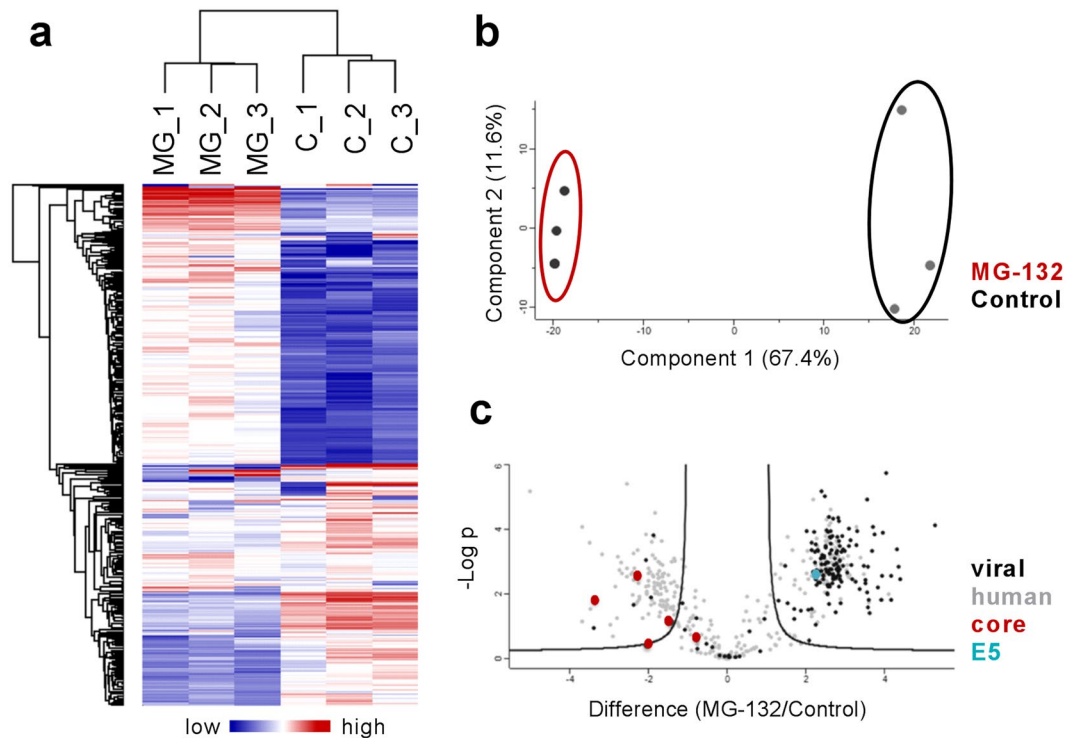 a
MG_1
MG_2
MG_3
C_1
C_2
C_3
low
high
b
Component 2 (11.6%)
10
0
-10
-20
-10
0
10
20
Component 1 (67.4%)
MG-132
Control
c
-Log p
6
4
2
0
-4
-2
0
2
4
Difference (MG-132/Control)
viral
human
core
E5